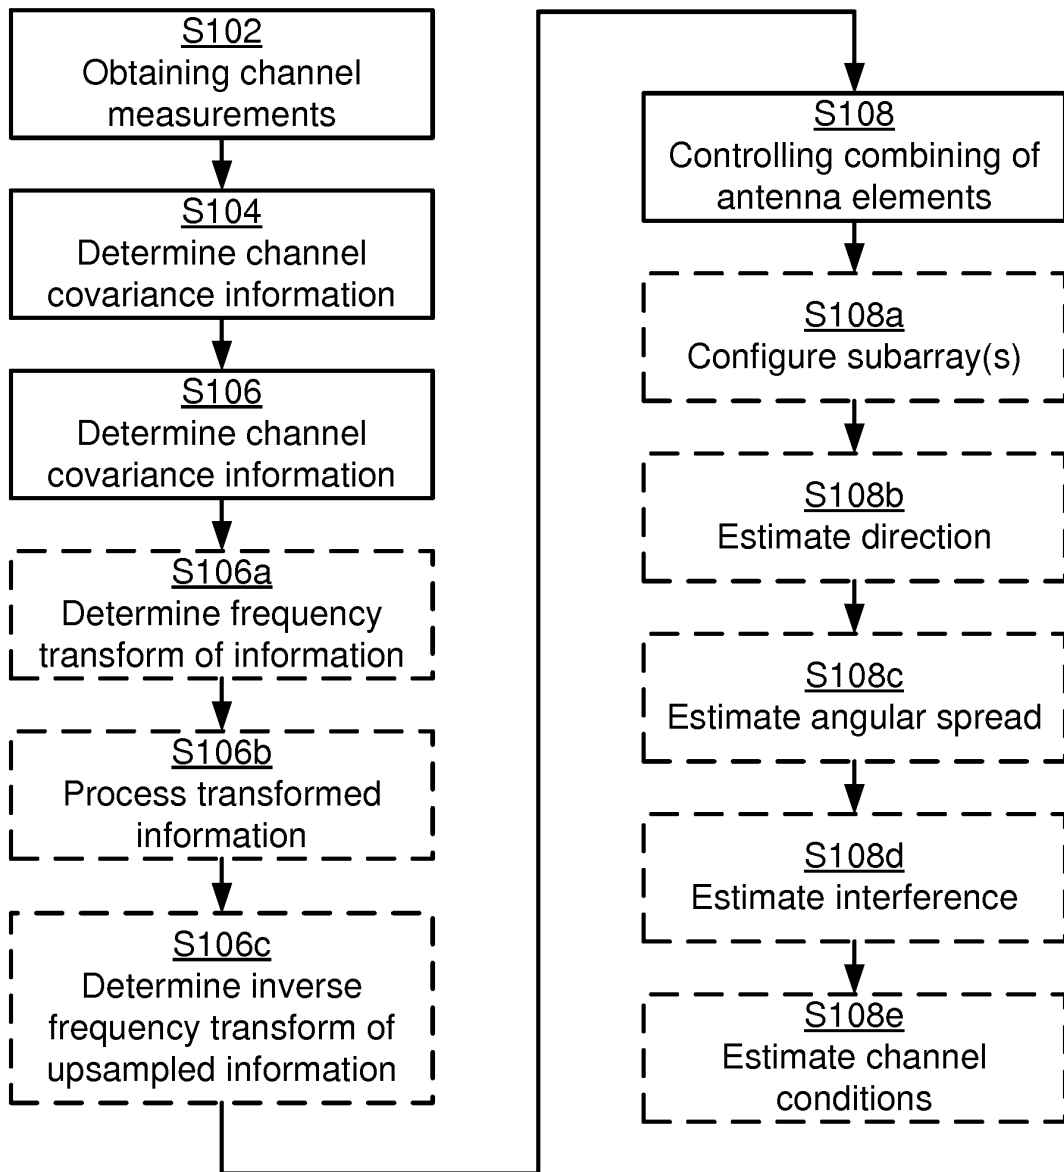 S102
Obtaining channel
measurements
S104
Determine channel
covariance information
S106
Determine channel
covariance information
S106a
Determine frequency
transform of information
S106b
Process transformed
information
S106c
Determine inverse
frequency transform of
upsampled information
S108
Controlling combining of
antenna elements
S108a
Configure subarray(s)
S108b
Estimate direction
S108c
Estimate angular spread
S108d
Estimate interference
S108e
Estimate channel
conditions